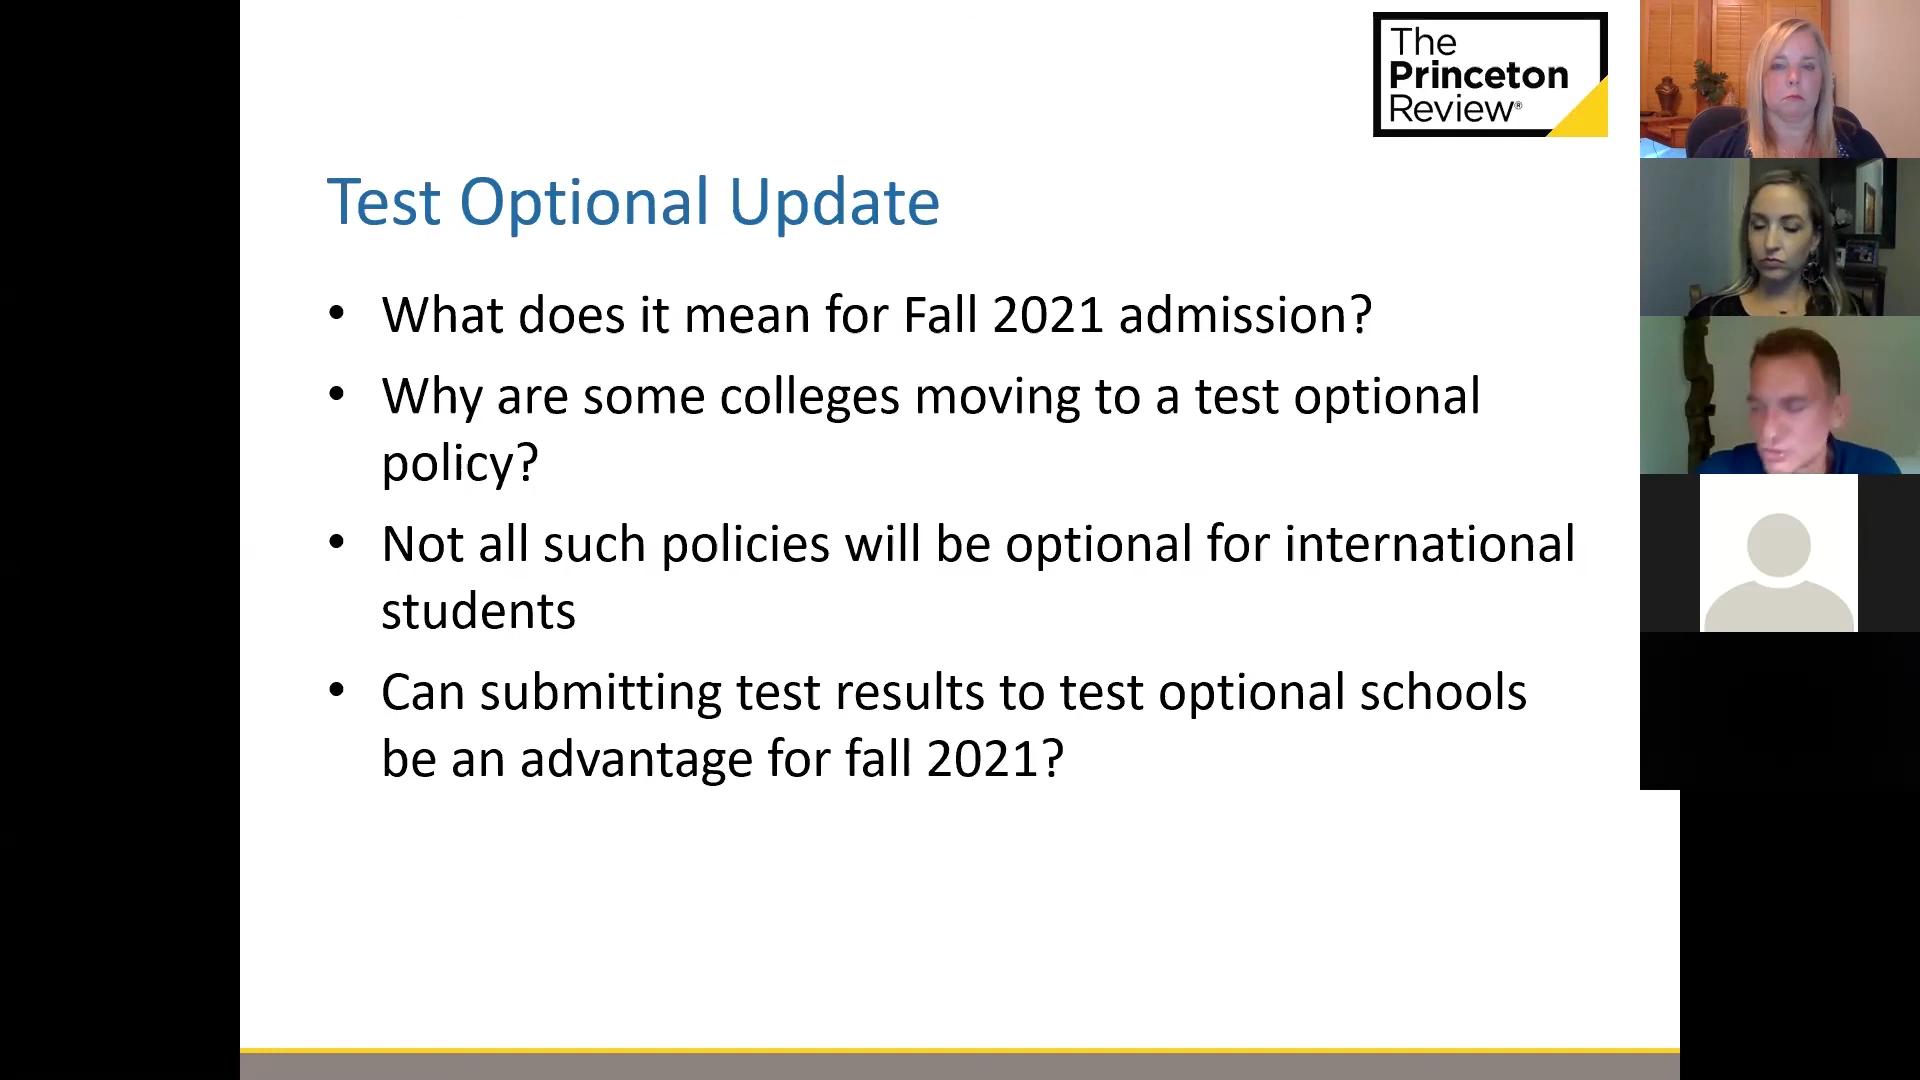 The
Princeton
Review®
Test Optional Update
• What does it mean for Fall 2021 admission?
• Why are some colleges moving to a test optional
policy?
• Not all such policies will be optional for international
students
• Can submitting test results to test optional schools
be an advantage for fall 2021?